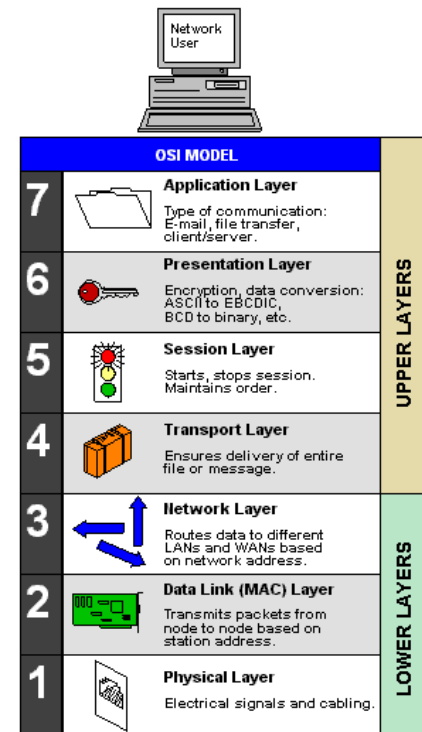 Network
User
OSI MODEL
7
Application Layer
Type of communication:
E-mail, file transfer,
client/server.
6
Presentation Layer
Encryption, data conversion:
ASCII to EBCDIC,
BCD to binary, etc.
5
Session Layer
Starts, stops session.
Maintains order.
4
Transport Layer
Ensures delivery of entire
file or message.
UPPER LAYERS
3
Network Layer
Routes data to different
LANs and WANs based
on network address.
2
Data Link (MAC) Layer
Transmits packets from
node to node based on
station address.
1
Physical Layer
Electrical signals and cabling.
LOWER LAYERS